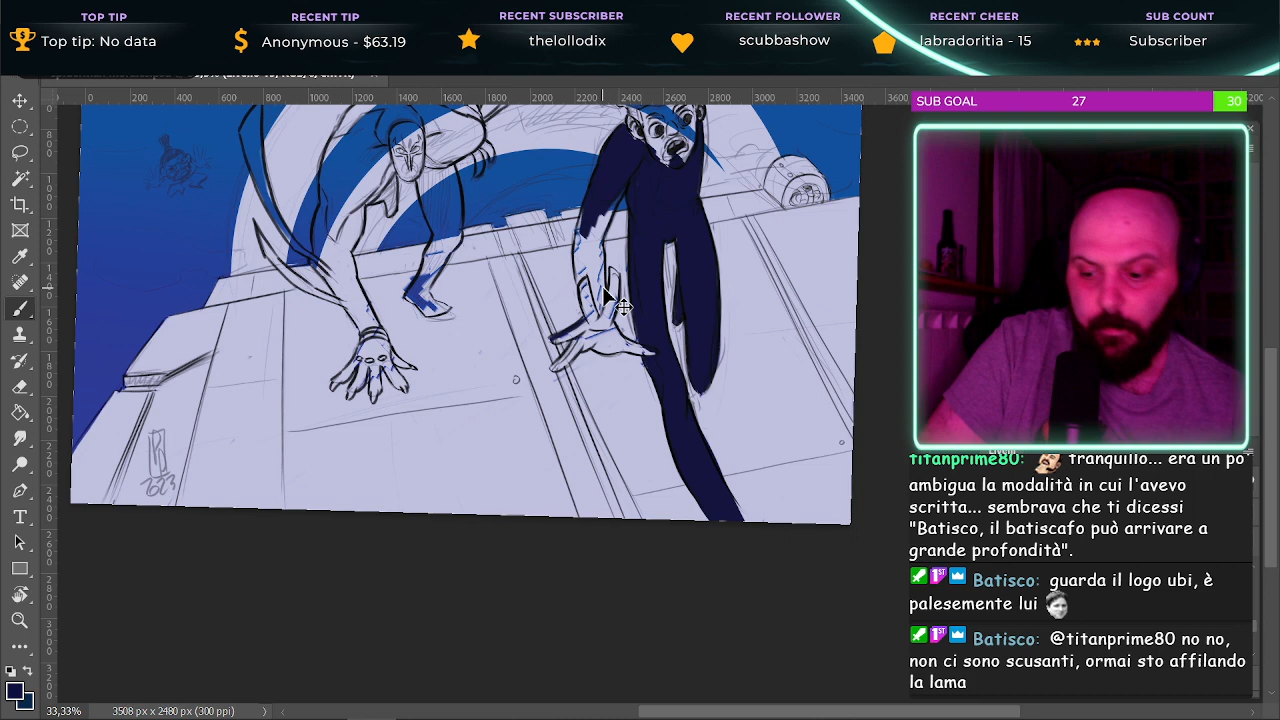 TOP TIP
RECENT TIP
RECENT SUBSCRIBER
RECENT FOLLOWER
RECENT CHEER
SUB COUNT
Top tip: No data
Anonymous - $63.19
thelollodix
scubbashow
labradoritia - 15
Subscriber
0 200 400 600 800 1000 1200 1400 1600 1800 2000 2200 2400 2600 2800 3000 3200 3400 3600
SUB GOAL 27 30
titanprime80: tranquillo... era un po'
ambigua la modalità in cui l'avevo
scritta... sembrava che ti dicessi
"Batisco, il batiscafo può arrivare a
grande profondità".
1ST Batisco: guarda il logo ubi, è
palesemente lui
1ST Batisco: @titanprime80 no no,
non ci sono scusanti, ormai sto affilando
la lama
33,33% 3508 px x 2480 px (300 ppi)